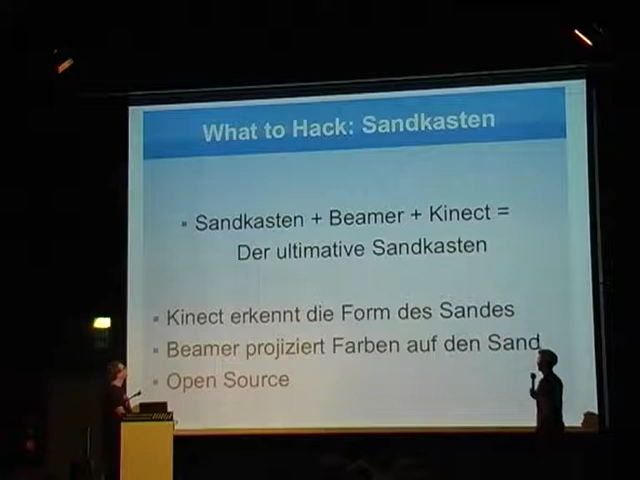 What to Hack: Sandkasten
▪ Sandkasten + Beamer + Kinect =
Der ultimative Sandkasten
▪ Kinect erkennt die Form des Sandes
▪ Beamer projiziert Farben auf den Sand
▪ Open Source